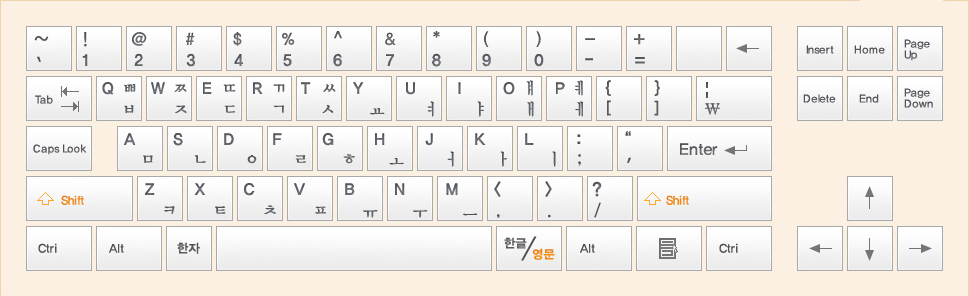 ~ ! @ # $ % ^ & * ( ) – +
` 1 2 3 4 5 6 7 8 9 0 - =
Insert Home Page Up
Tab Q ㅃ W ㅉ E ㄸ R ㄲ T ㅆ Y U I O ㅒ P ㅖ { } ¦
ㅂ ㅈ ㄷ ㄱ ㅅ ㅛ ㅕ ㅑ ㅐ ㅔ [ ] ₩
Delete End Page Down
Caps Look A S D F G H J K L : “ Enter
ㅁ ㄴ ㅇ ㄹ ㅎ ㅗ ㅓ ㅏ ㅣ ; ,
Shift Z X C V B N M 〈 〉 ? Shift
ㅋ ㅌ ㅊ ㅍ ㅠ ㅜ ㅡ , . /
Ctrl Alt 한자 한글/영문 Alt Ctrl